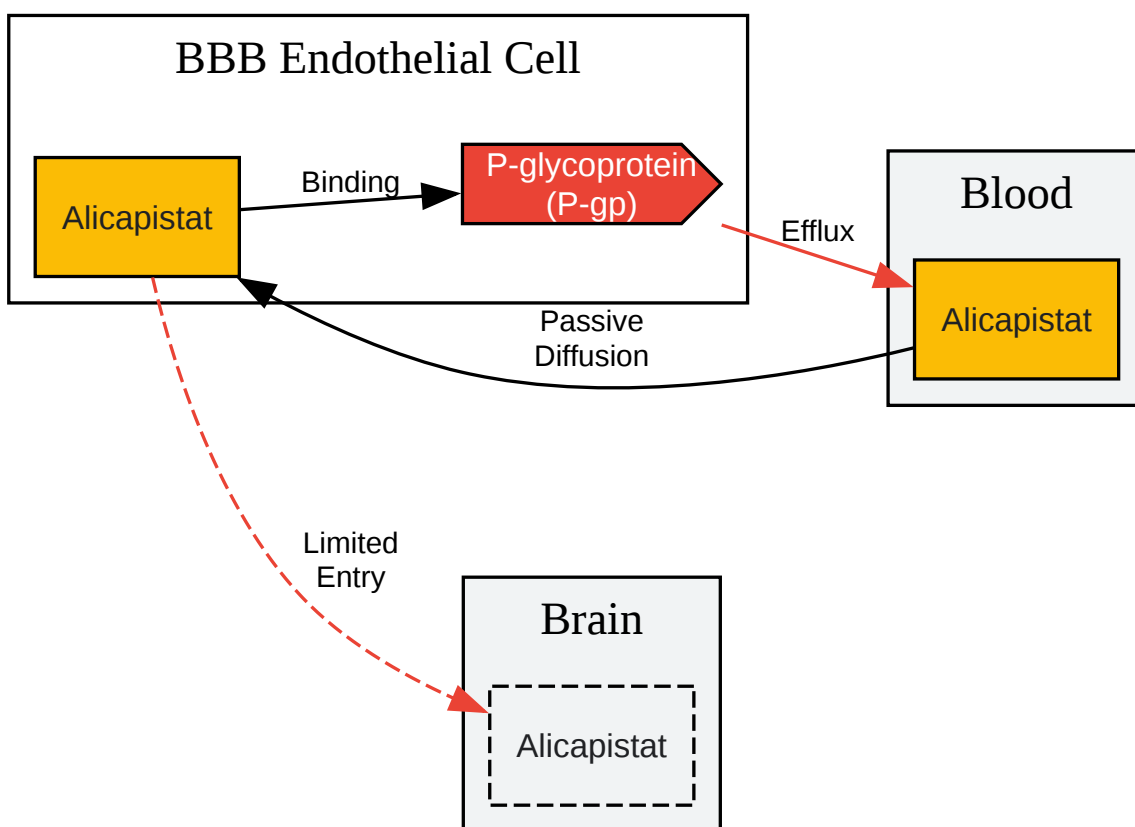 BBB Endothelial Cell
Alicapistat
Binding
P-glycoprotein
(P-gp)
Efflux
Blood
Alicapistat
Passive
Diffusion
Limited
Entry
Brain
Alicapistat